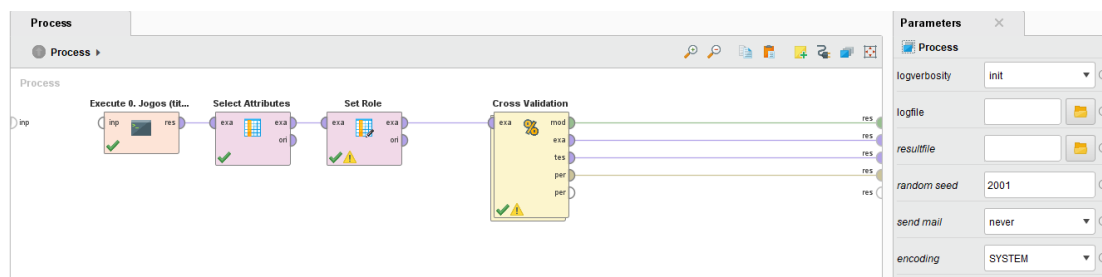 Process
Process
Process
inp
Execute 0. Jogos (tit...
inp
res
Select Attributes
exa
exa
ori
Set Role
exa
exa
ori
Cross Validation
exa
%
mod
exa
tes
per
per
res
res
res
res
res
Parameters
Process
logverbosity
init
logfile
resultfile
random seed
2001
send mail
never
encoding
SYSTEM